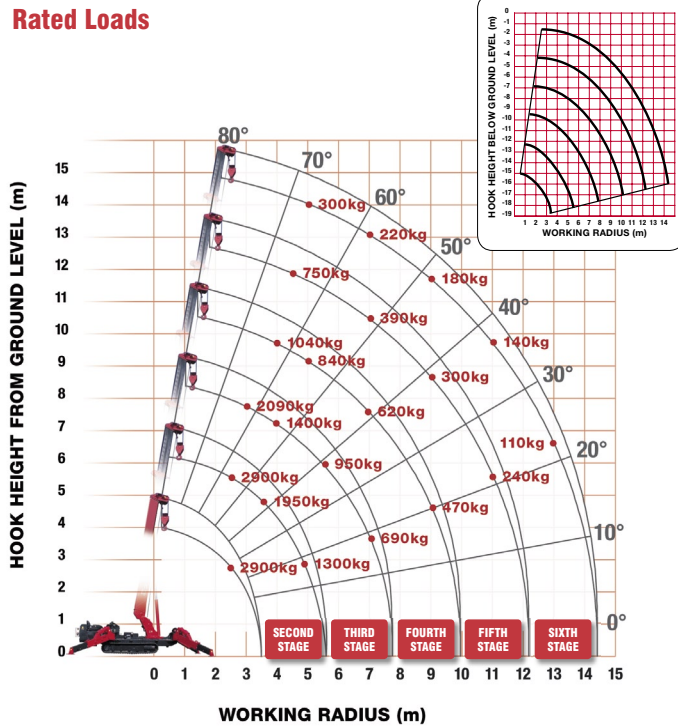 Rated Loads
HOOK HEIGHT BELOW GROUND LEVEL (m)
0
-1
-2
-3
-4
-5
-6
-7
-8
-9
-10
-11
-12
-13
-14
-15
-16
-17
-18
-19
1 2 3 4 5 6 7 8 9 10 11 12 13 14
WORKING RADIUS (m)
HOOK HEIGHT FROM GROUND LEVEL (m)
15
14
13
12
11
10
9
8
7
6
5
4
3
2
1
0
80°
70°
60°
50°
40°
30°
20°
10°
0°
300kg
220kg
180kg
140kg
110kg
750kg
390kg
300kg
240kg
1040kg
840kg
620kg
470kg
2090kg
1400kg
950kg
690kg
2900kg
1950kg
1300kg
2900kg
SECOND
STAGE
THIRD
STAGE
FOURTH
STAGE
FIFTH
STAGE
SIXTH
STAGE
0 1 2 3 4 5 6 7 8 9 10 11 12 13 14 15
WORKING RADIUS (m)